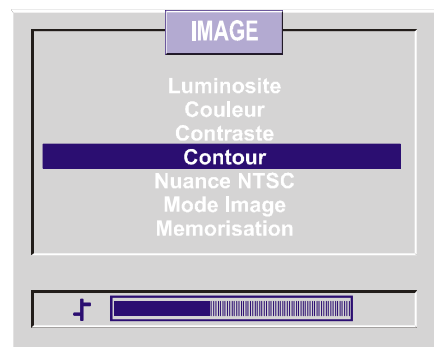 IMAGE
Luminosite
Couleur
Contraste
Contour
Nuance NTSC
Mode Image
Memorisation